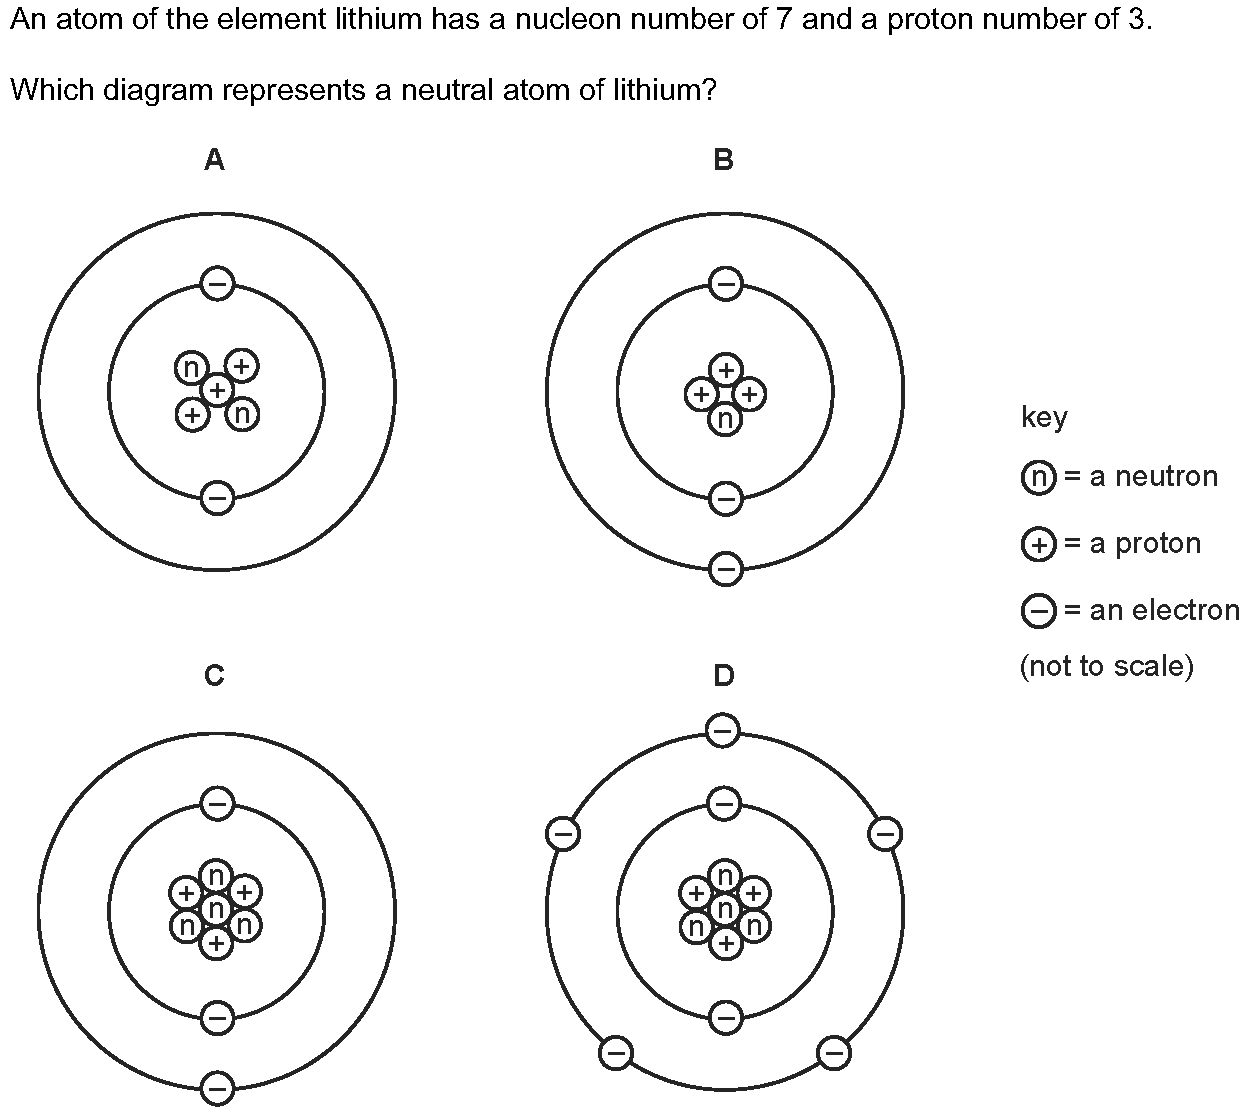 An atom of the element lithium has a nucleon number of 7 and a proton number of 3.
Which diagram represents a neutral atom of lithium?
A
B
−
−
n
+
+
+
n
+
+
+
n
−
−
−
key
n = a neutron
+ = a proton
− = an electron
(not to scale)
C
D
−
−
−
−
−
n
+
+
n
n
n
+
n
+
+
n
n
n
+
−
−
−
−
−